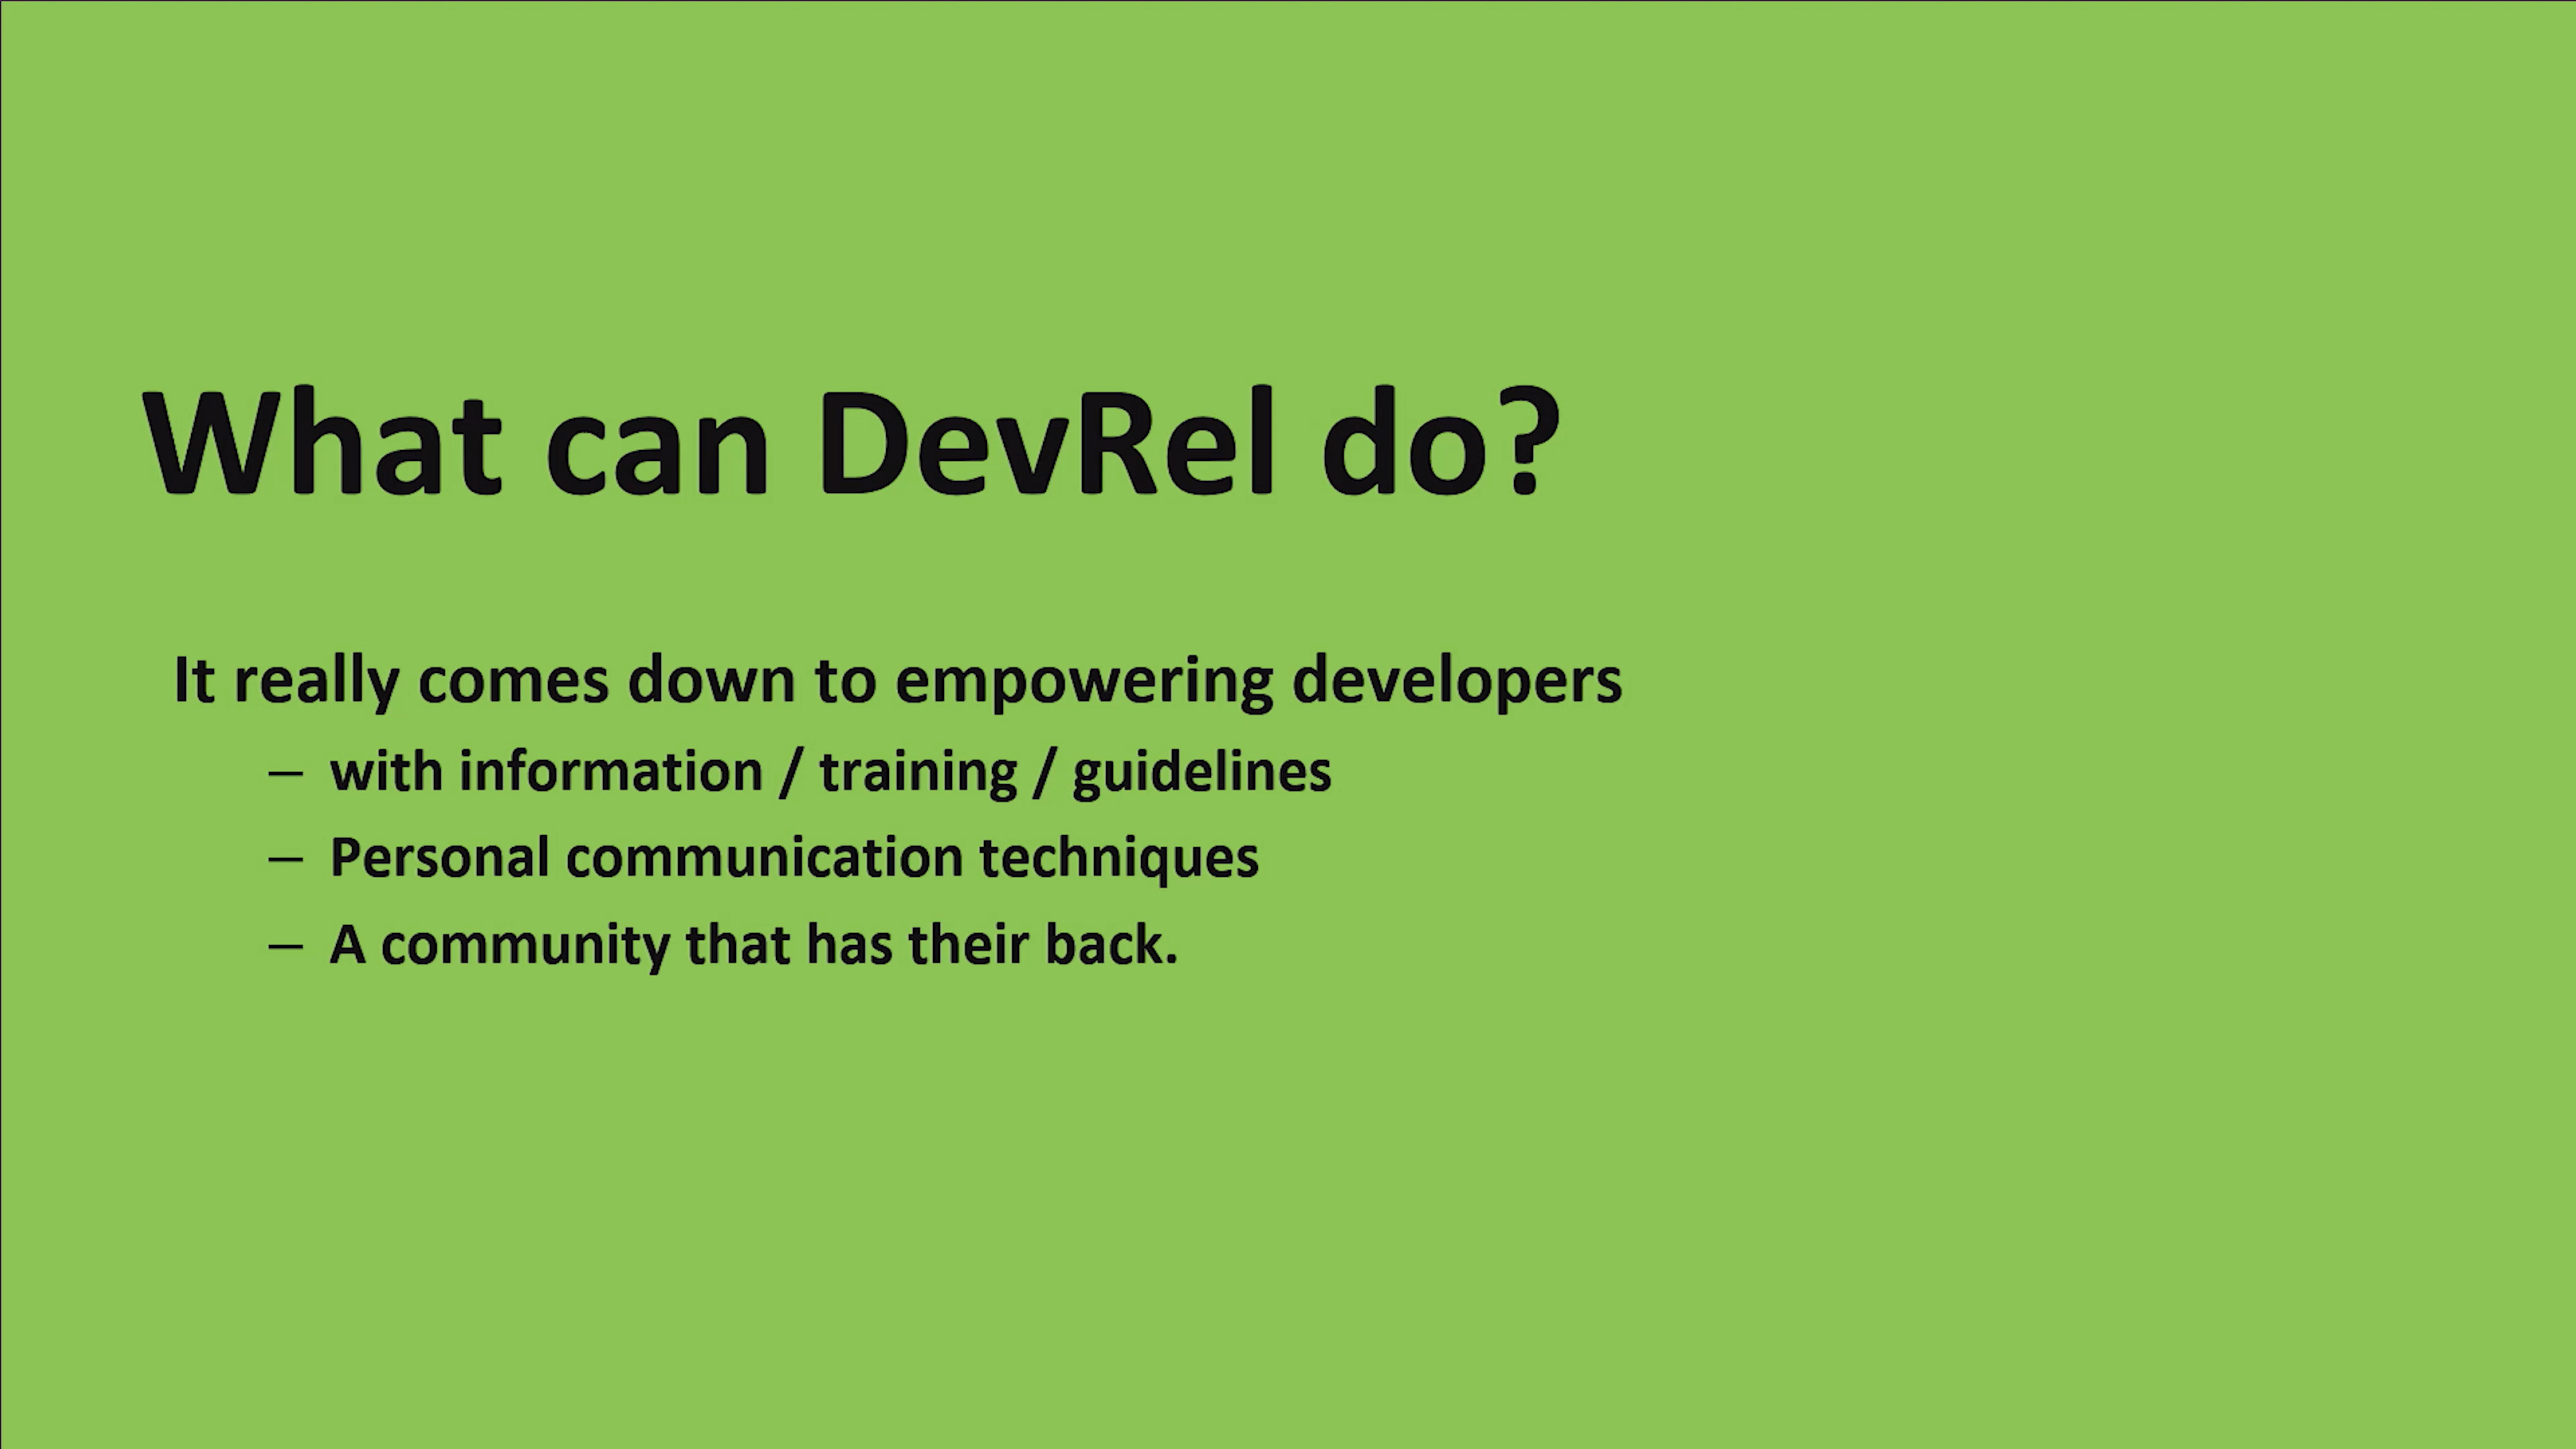 What can DevRel do?
It really comes down to empowering developers
– with information / training / guidelines
– Personal communication techniques
– A community that has their back.